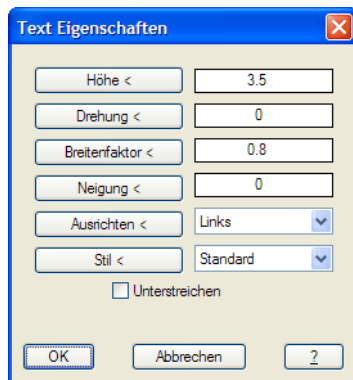 Text Eigenschaften
Höhe < 3.5
Drehung < 0
Breitenfaktor < 0.8
Neigung < 0
Ausrichten < Links
Stil < Standard
Unterstreichen
OK Abbrechen ?